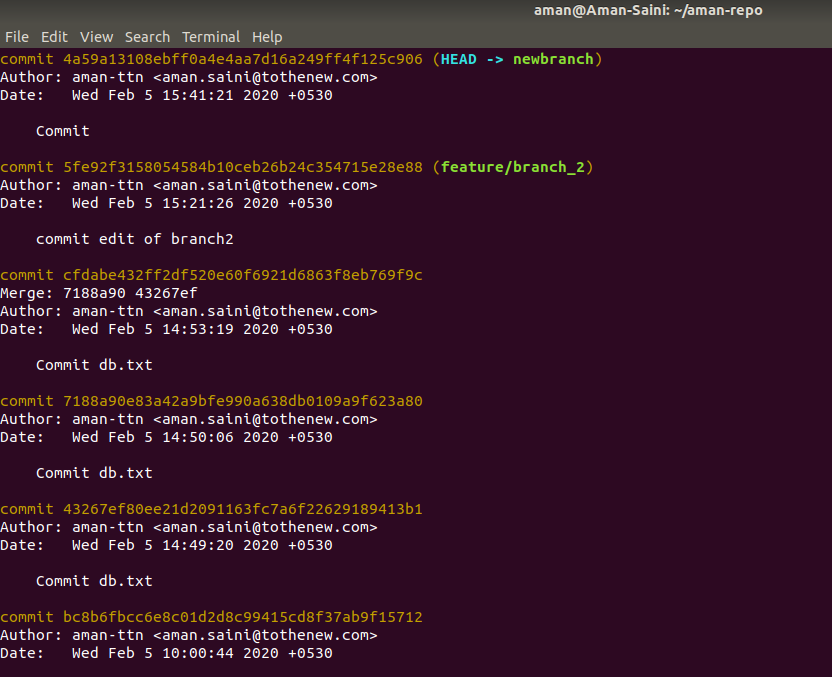 aman@Aman-Saini: ~/aman-repo
File Edit View Search Terminal Help
commit 4a59a13108ebff0a4e4aa7d16a249ff4f125c906 (HEAD -> newbranch)
Author: aman-ttn <aman.saini@tothenew.com>
Date:   Wed Feb 5 15:41:21 2020 +0530
    Commit
commit 5fe92f3158054584b10ceb26b24c354715e28e88 (feature/branch_2)
Author: aman-ttn <aman.saini@tothenew.com>
Date:   Wed Feb 5 15:21:26 2020 +0530
    commit edit of branch2
commit cfdabe432ff2df520e60f6921d6863f8eb769f9c
Merge: 7188a90 43267ef
Author: aman-ttn <aman.saini@tothenew.com>
Date:   Wed Feb 5 14:53:19 2020 +0530
    Commit db.txt
commit 7188a90e83a42a9bfe990a638db0109a9f623a80
Author: aman-ttn <aman.saini@tothenew.com>
Date:   Wed Feb 5 14:50:06 2020 +0530
    Commit db.txt
commit 43267ef80ee21d2091163fc7a6f22629189413b1
Author: aman-ttn <aman.saini@tothenew.com>
Date:   Wed Feb 5 14:49:20 2020 +0530
    Commit db.txt
commit bc8b6fbcc6e8c01d2d8c99415cd8f37ab9f15712
Author: aman-ttn <aman.saini@tothenew.com>
Date:   Wed Feb 5 10:00:44 2020 +0530